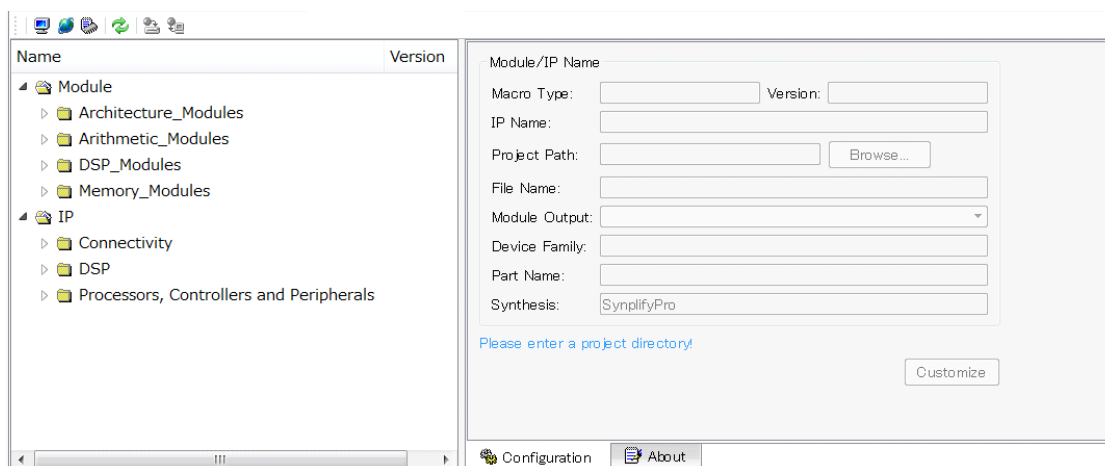 Name Version
Module
Architecture_Modules
Arithmetic_Modules
DSP_Modules
Memory_Modules
IP
Connectivity
DSP
Processors, Controllers and Peripherals
Module/IP Name
Macro Type: Version:
IP Name:
Project Path: Browse...
File Name:
Module Output:
Device Family:
Part Name:
Synthesis: SynplifyPro
Please enter a project directory!
Customize
Configuration About